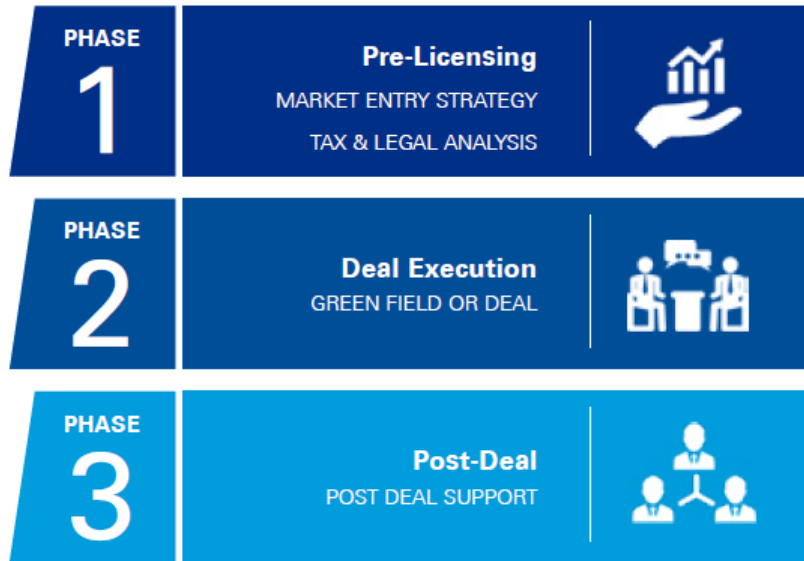 PHASE
1
Pre-Licensing
MARKET ENTRY STRATEGY
TAX & LEGAL ANALYSIS
PHASE
2
Deal Execution
GREEN FIELD OR DEAL
PHASE
3
Post-Deal
POST DEAL SUPPORT